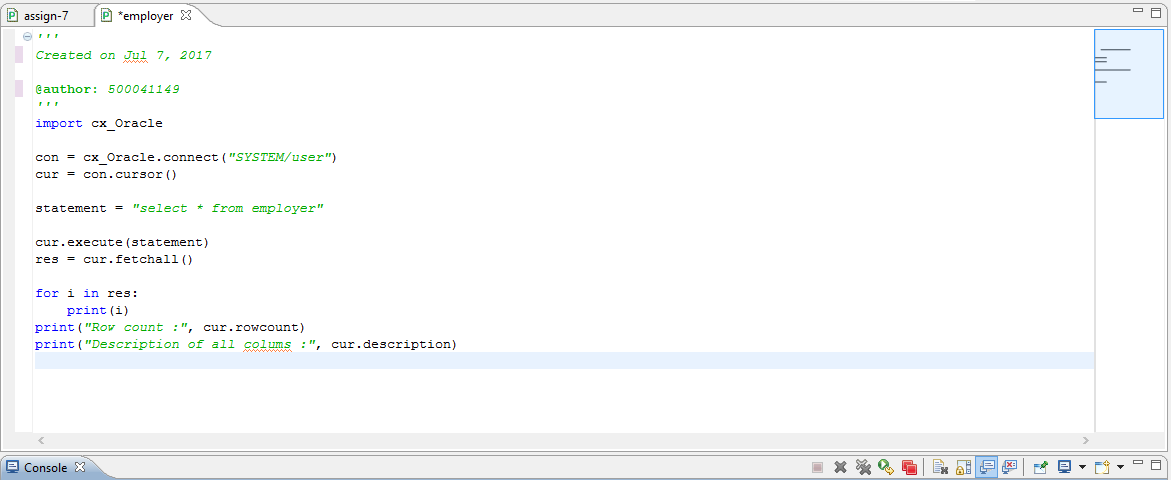 assign-7
*employer
'''
Created on Jul 7, 2017
@author: 500041149
'''
import cx_Oracle
con = cx_Oracle.connect("SYSTEM/user")
cur = con.cursor()
statement = "select * from employer"
cur.execute(statement)
res = cur.fetchall()
for i in res:
    print(i)
print("Row count :", cur.rowcount)
print("Description of all colums :", cur.description)
Console